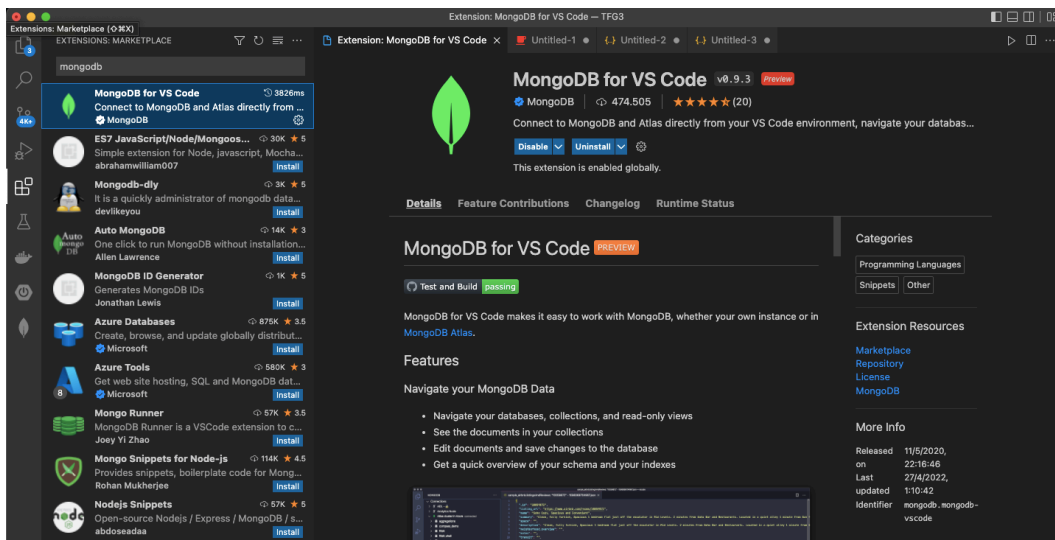 Extension: MongoDB for VS Code — TFG3
Extensions: Marketplace (⇧⌘X)
EXTENSIONS: MARKETPLACE
mongodb
3
4K+
8
MongoDB for VS Code 3826ms
Connect to MongoDB and Atlas directly from ...
MongoDB
ES7 JavaScript/Node/Mongoos... 30K ★ 5
Simple extension for Node, javascript, Mocha...
abrahamwilliam007 Install
Mongodb-dly 3K ★ 5
It is a quickly administrator of mongodb data...
devlikeyou Install
Auto Mongo DB
Auto MongoDB 14K ★ 3
One click to run MongoDB without installation...
Allen Lawrence Install
MongoDB ID Generator 1K ★ 5
Generates MongoDB IDs
Jonathan Lewis Install
Azure Databases 875K ★ 3.5
Create, browse, and update globally distribut...
Microsoft Install
Azure Tools 580K ★ 3
Get web site hosting, SQL and MongoDB dat...
Microsoft Install
Mongo Runner 57K ★ 3.5
MongoDB Runner is a VSCode extension to c...
Joey Yi Zhao Install
Mongo Snippets for Node-js 114K ★ 4.5
Provides snippets, boilerplate code for Mong...
Rohan Mukherjee Install
node
Nodejs Snippets 57K ★ 5
Open-source Nodejs / Express / MongoDB / s...
abdoseadaa Install
Extension: MongoDB for VS Code × Untitled-1 ● {.} Untitled-2 ● {.} Untitled-3 ●
MongoDB for VS Code v0.9.3 Preview
MongoDB | 474.505 | ★★★★★ (20)
Connect to MongoDB and Atlas directly from your VS Code environment, navigate your databas...
Disable Uninstall
This extension is enabled globally.
Details Feature Contributions Changelog Runtime Status
MongoDB for VS Code PREVIEW
Test and Build passing
MongoDB for VS Code makes it easy to work with MongoDB, whether your own instance or in
MongoDB Atlas.
Features
Navigate your MongoDB Data
• Navigate your databases, collections, and read-only views
• See the documents in your collections
• Edit documents and save changes to the database
• Get a quick overview of your schema and your indexes
Categories
Programming Languages
Snippets Other
Extension Resources
Marketplace
Repository
License
MongoDB
More Info
Released on 11/5/2020, 22:16:46
Last updated 27/4/2022, 1:10:42
Identifier mongodb.mongodb-vscode